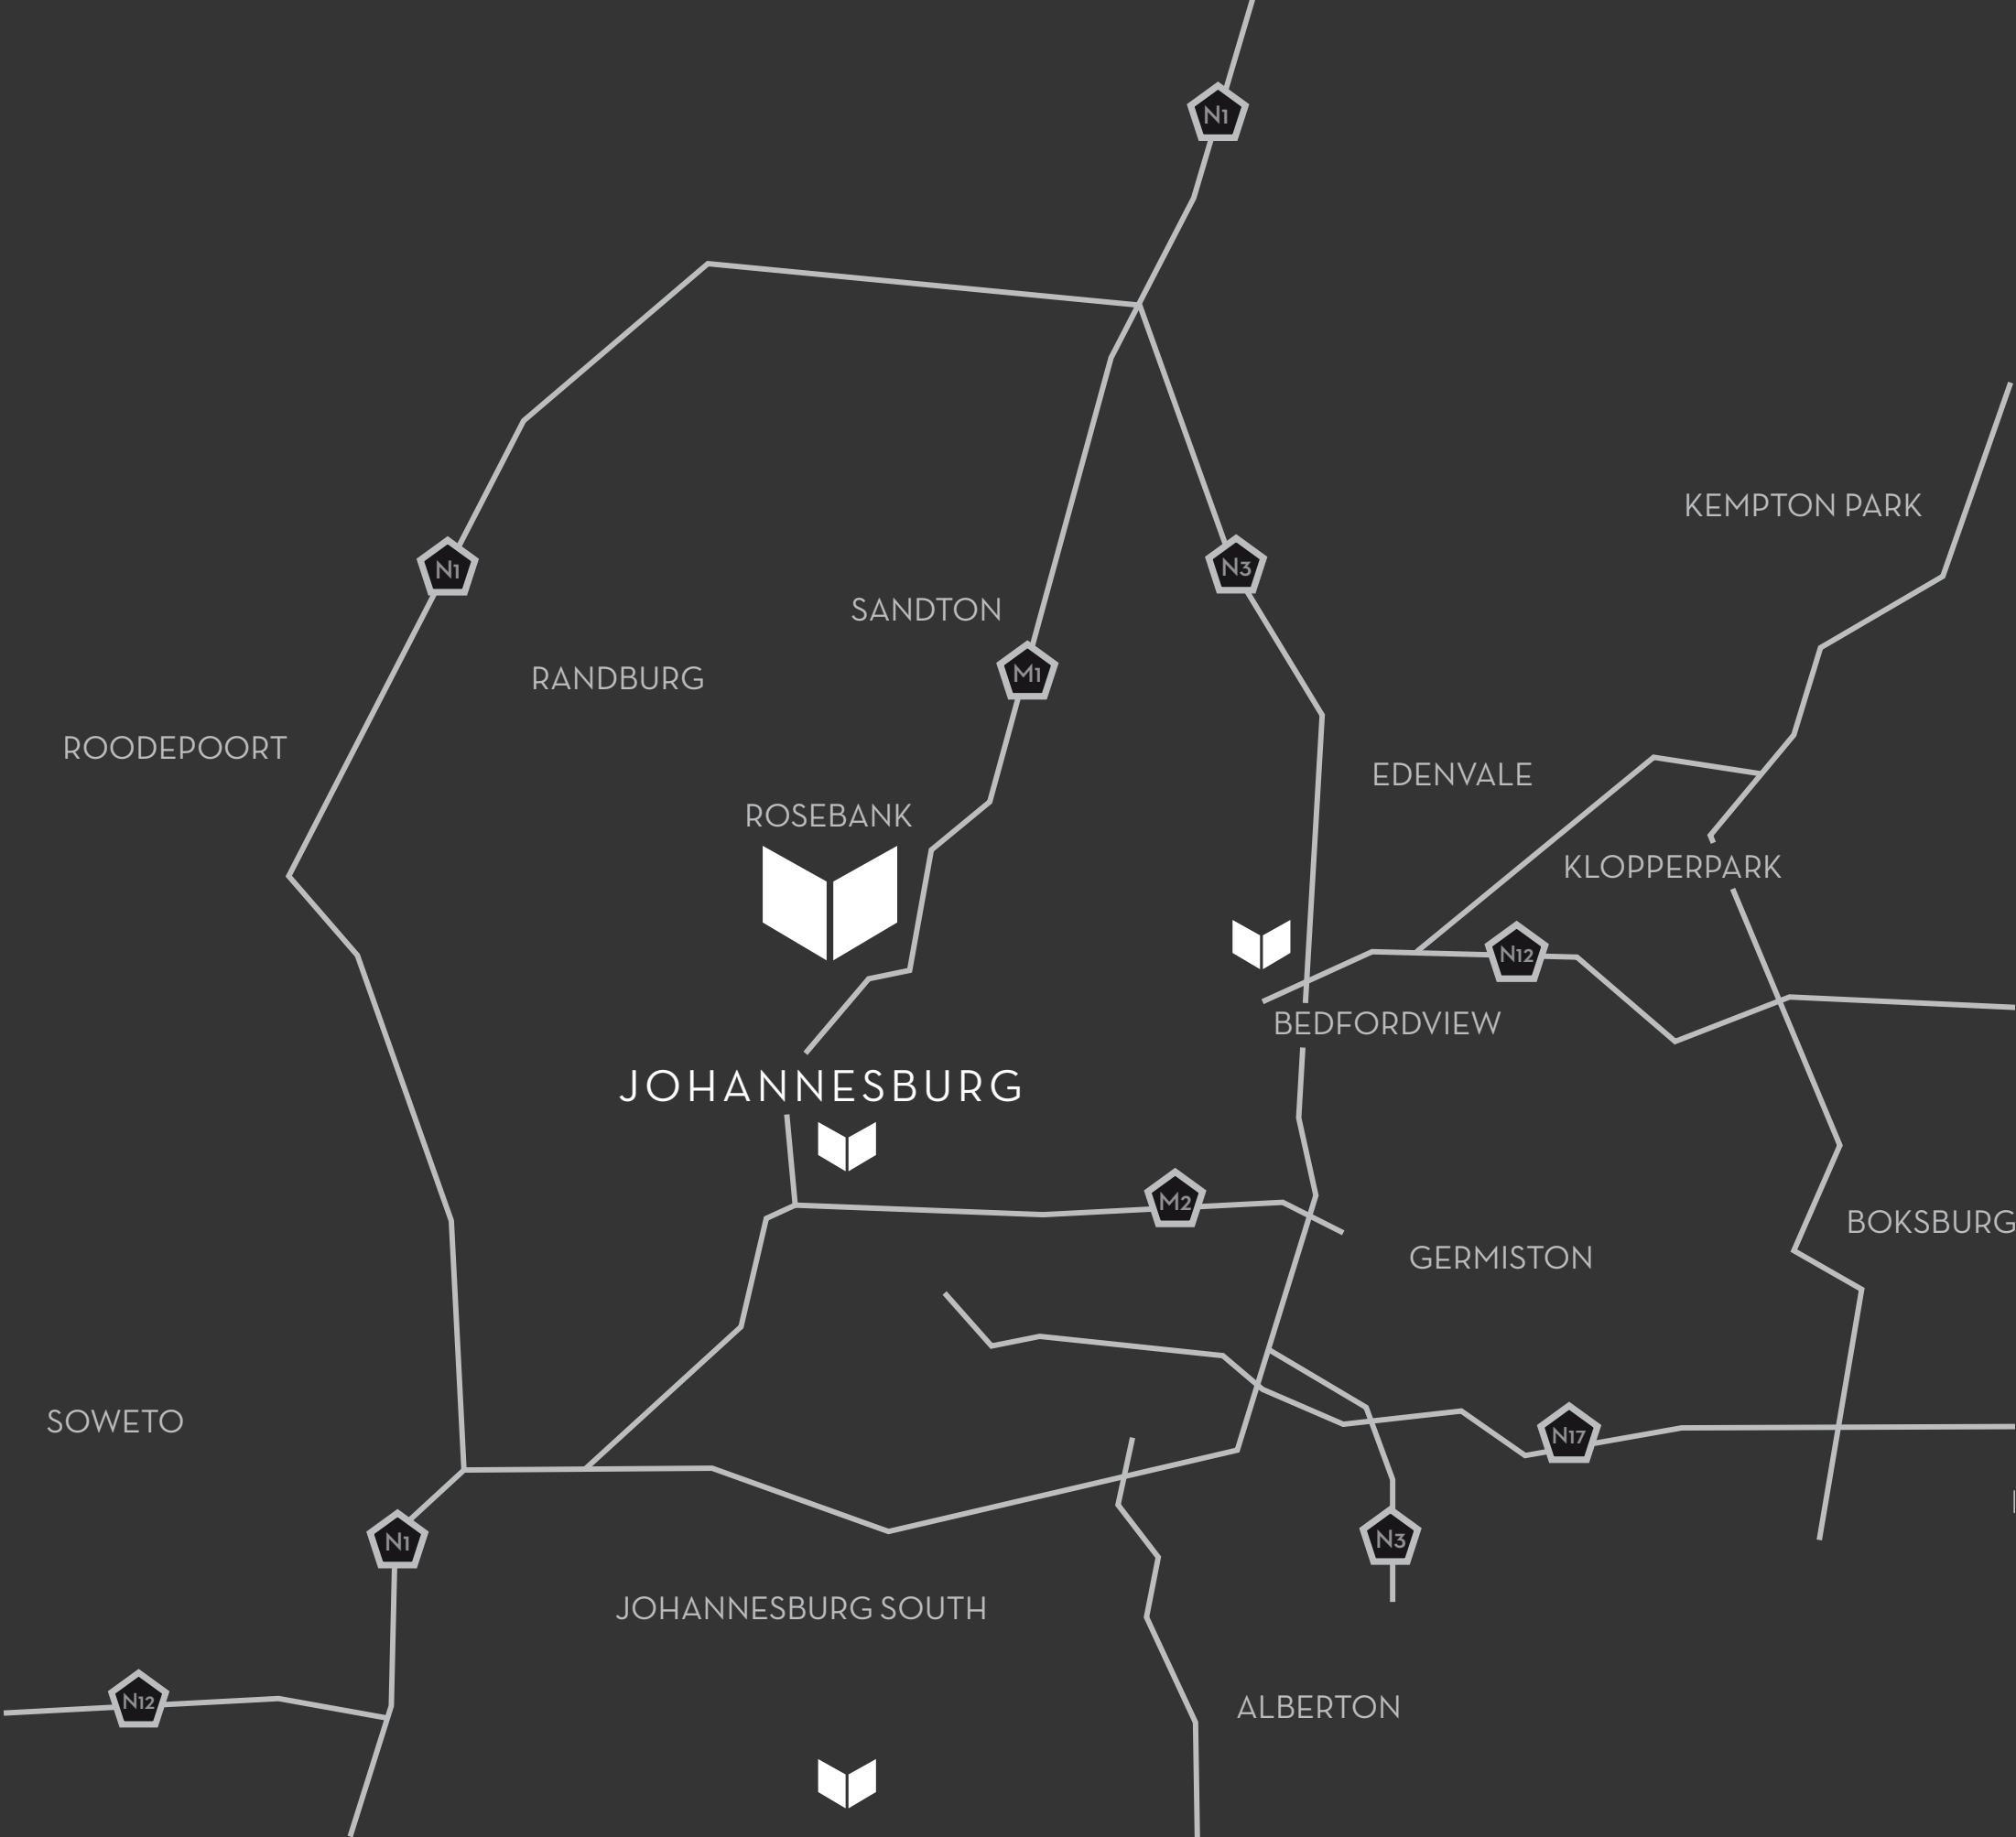 N1
KEMPTON PARK
N1
N3
SANDTON
M1
RANDBURG
ROODEPOORT
EDENVALE
ROSEBANK
KLOPPERPARK
N12
BEDFORDVIEW
JOHANNESBURG
M2
BOKSBURG
GERMISTON
SOWETO
N17
N1
N3
JOHANNESBURG SOUTH
N12
ALBERTON